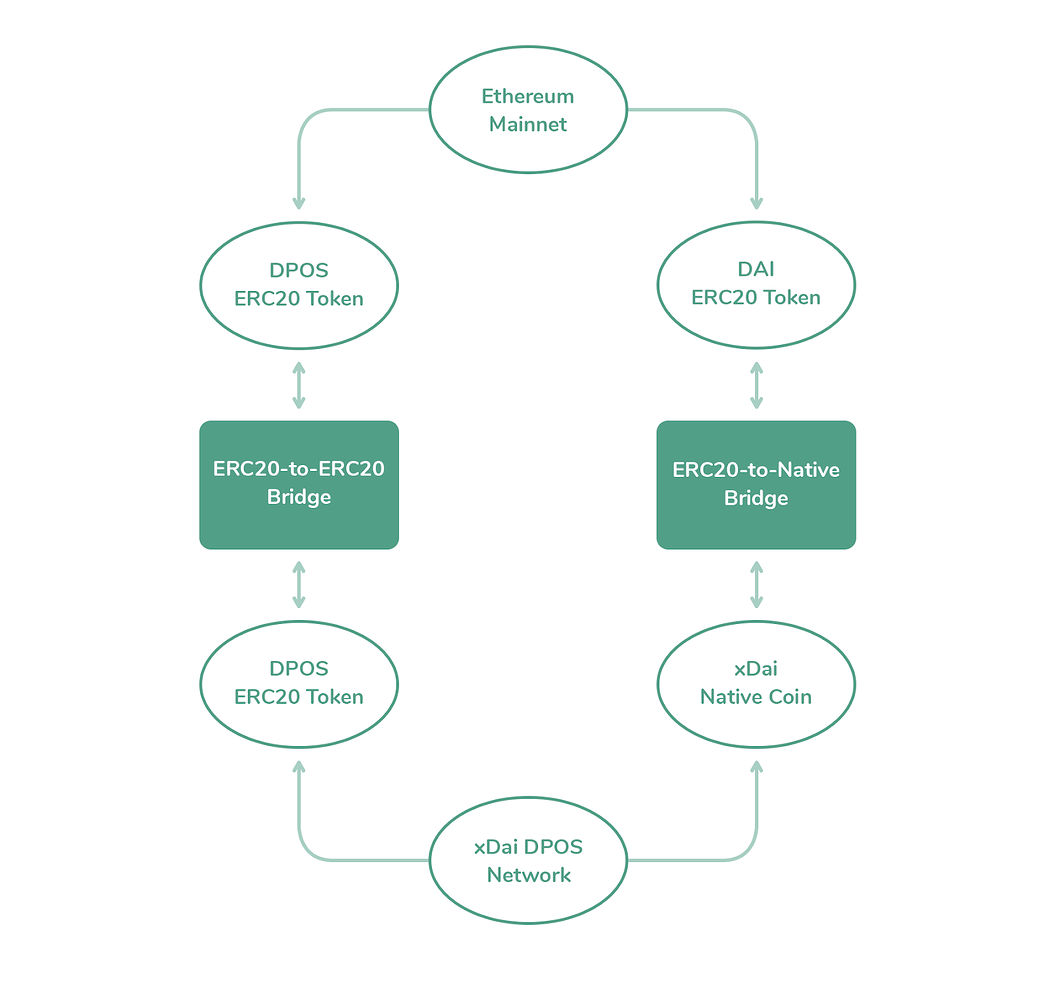 Ethereum
Mainnet
DPOS
ERC20 Token
DAI
ERC20 Token
ERC20-to-ERC20
Bridge
ERC20-to-Native
Bridge
DPOS
ERC20 Token
xDai
Native Coin
xDai DPOS
Network